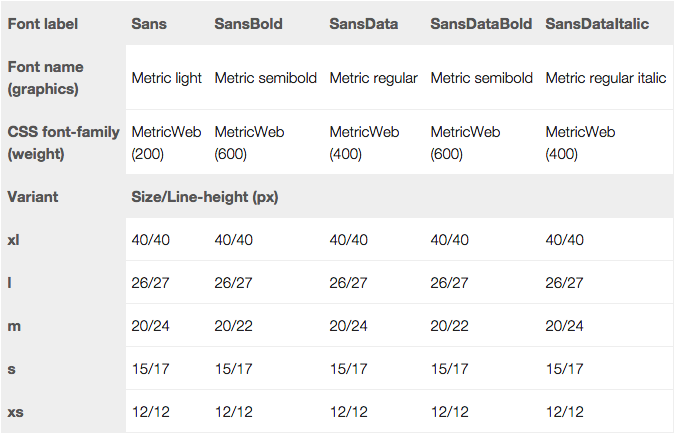 Font label Sans SansBold SansData SansDataBold SansDataItalic
Font name
(graphics) Metric light Metric semibold Metric regular Metric semibold Metric regular italic
CSS font-family MetricWeb MetricWeb MetricWeb MetricWeb MetricWeb
(weight) (200) (600) (400) (600) (400)
Variant Size/Line-height (px)
xl 40/40 40/40 40/40 40/40 40/40
l 26/27 26/27 26/27 26/27 26/27
m 20/24 20/22 20/24 20/22 20/24
s 15/17 15/17 15/17 15/17 15/17
xs 12/12 12/12 12/12 12/12 12/12